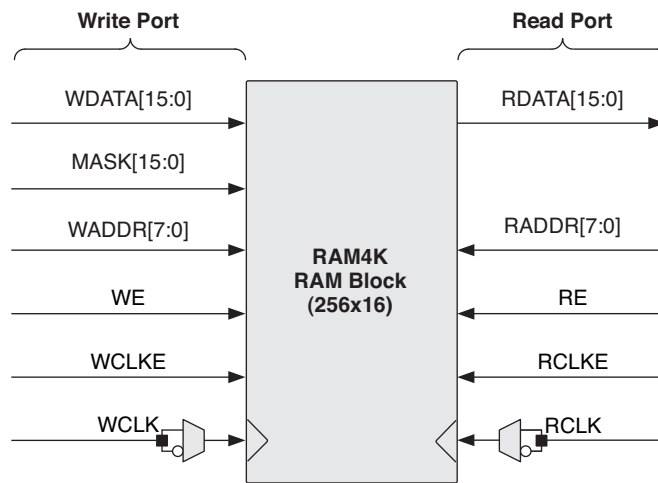 Write Port
Read Port
WDATA[15:0]
RDATA[15:0]
MASK[15:0]
WADDR[7:0]
RADDR[7:0]
RAM4K
RAM Block
(256x16)
WE
RE
WCLKE
RCLKE
WCLK
RCLK